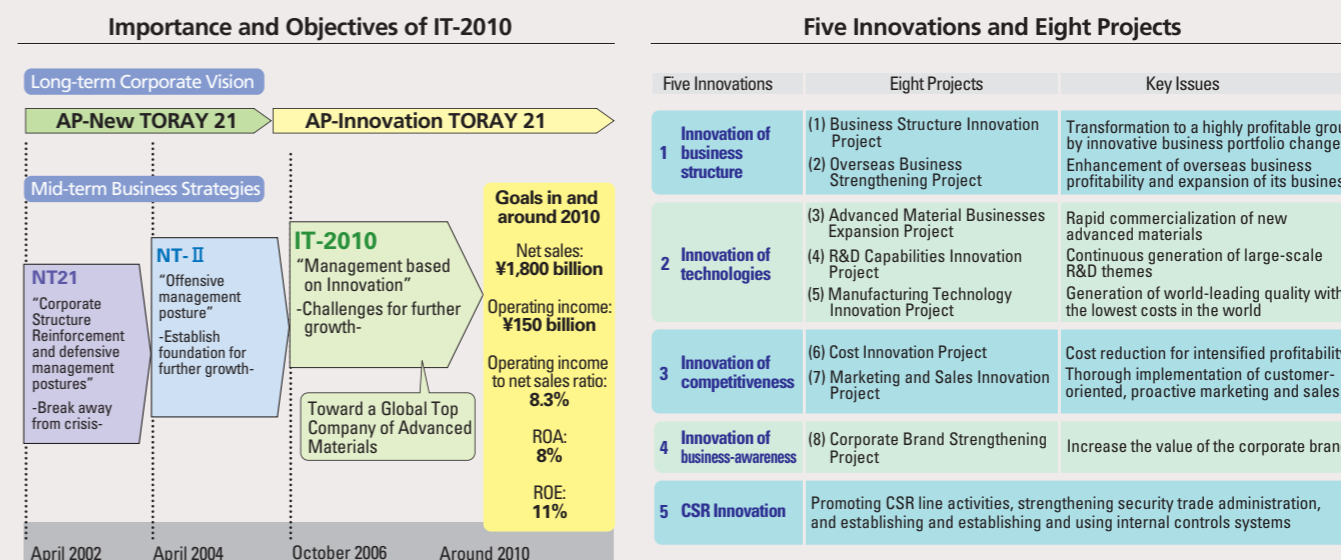 Importance and Objectives of IT-2010
Long-term Corporate Vision
AP-New TORAY 21
AP-Innovation TORAY 21
Mid-term Business Strategies
NT21
“Corporate
Structure
Reinforcement
and defensive
management
postures”
-Break away
from crisis-
NT-Ⅱ
“Offensive
management
posture”
-Establish
foundation for
further growth-
IT-2010
“Management based
on Innovation”
-Challenges for further
growth-
Toward a Global Top
Company of Advanced
Materials
Goals in and
around 2010
Net sales:
¥1,800 billion
Operating income:
¥150 billion
Operating income
to net sales ratio:
8.3%
ROA:
8%
ROE:
11%
April 2002
April 2004
October 2006
Around 2010
Five Innovations and Eight Projects
Five Innovations
Eight Projects
Key Issues
1 Innovation of
business
structure
(1) Business Structure Innovation
Project
Transformation to a highly profitable
by innovative business portfolio change
(2) Overseas Business
Strengthening Project
Enhancement of overseas business
profitability and expansion of its
2 Innovation of
technologies
(3) Advanced Material Businesses
Expansion Project
Rapid commercialization of new
advanced materials
(4) R&D Capabilities Innovation
Project
Continuous generation of large-scale
R&D themes
(5) Manufacturing Technology
Innovation Project
Generation of world-leading quality with
the lowest costs in the world
3 Innovation of
competitiveness
(6) Cost Innovation Project
Cost reduction for intensified profitability
(7) Marketing and Sales Innovation
Project
Thorough implementation of customer-
oriented, proactive marketing and sales
4 Innovation of
business-awareness
(8) Corporate Brand Strengthening
Project
Increase the value of the corporate
5 CSR Innovation
Promoting CSR line activities, strengthening security trade administration,
and establishing and establishing and using internal controls systems